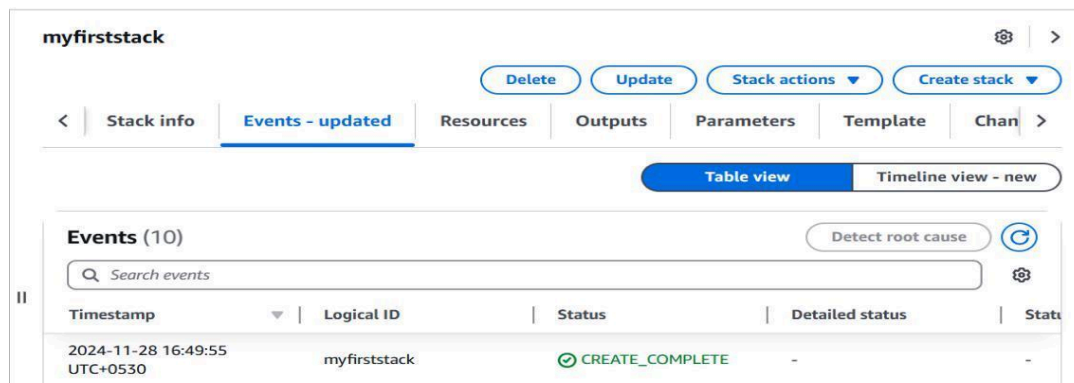 myfirststack
Delete Update Stack actions Create stack
Stack info Events - updated Resources Outputs Parameters Template Chan
Table view Timeline view - new
Events (10) Detect root cause
Search events
Timestamp Logical ID Status Detailed status Statu
2024-11-28 16:49:55
UTC+0530 myfirststack CREATE_COMPLETE - -